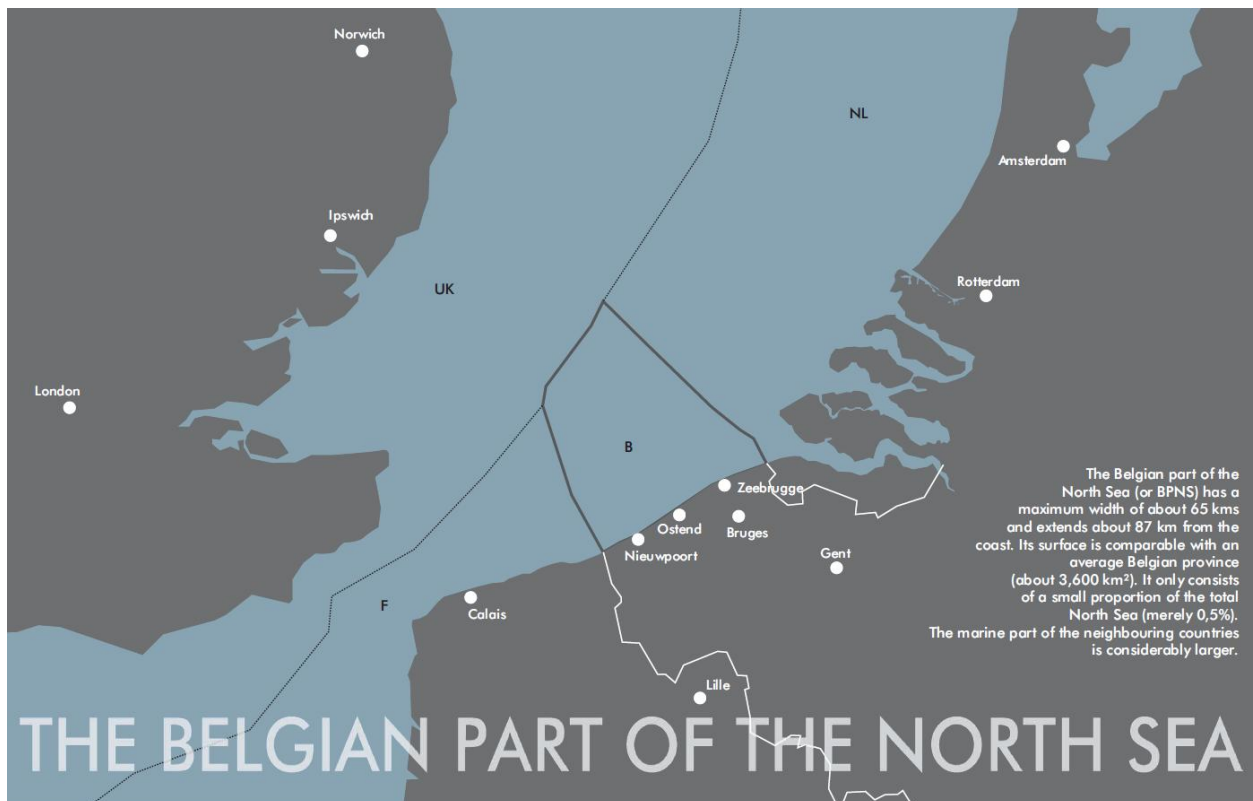 Norwich
NL
Amsterdam
Ipswich
Rotterdam
UK
London
B
Zeebrugge
Ostend
Bruges
Nieuwpoort
Gent
Calais
F
Lille
The Belgian part of the
North Sea (or BPNS) has a
maximum width of about 65 kms
and extends about 87 km from the
coast. Its surface is comparable with an
average Belgian province
(about 3,600 km²). It only consists
of a small proportion of the total
North Sea (merely 0,5%).
The marine part of the neighbouring countries
is considerably larger.
THE BELGIAN PART OF THE NORTH SEA